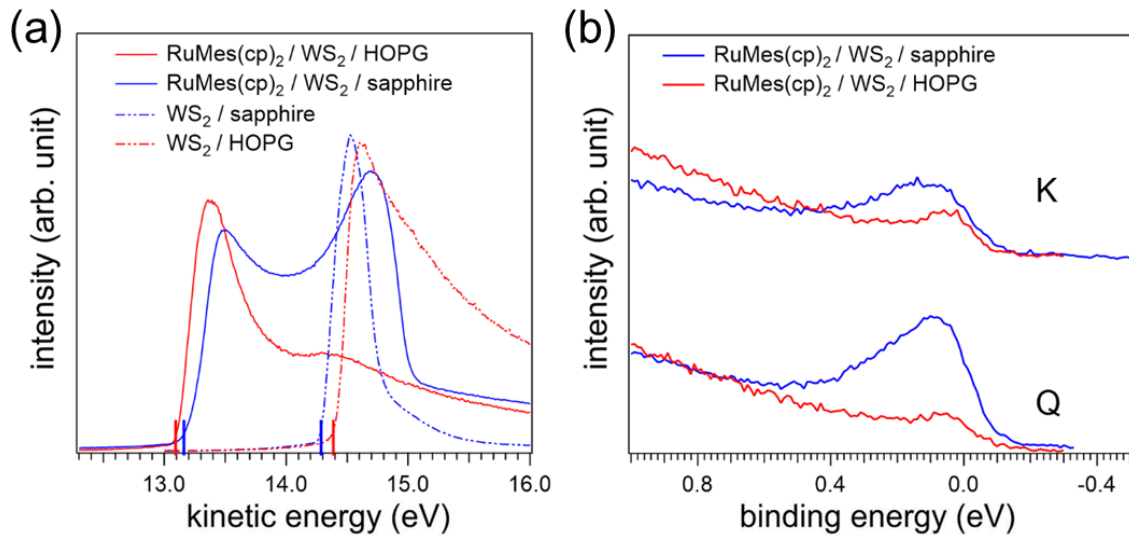 (a)
RuMes(cp)₂ / WS₂ / HOPG
RuMes(cp)₂ / WS₂ / sapphire
WS₂ / sapphire
WS₂ / HOPG
intensity (arb. unit)
13.0 14.0 15.0 16.0
kinetic energy (eV)
(b)
RuMes(cp)₂ / WS₂ / sapphire
RuMes(cp)₂ / WS₂ / HOPG
K
Q
intensity (arb. unit)
0.8 0.4 0.0 -0.4
binding energy (eV)